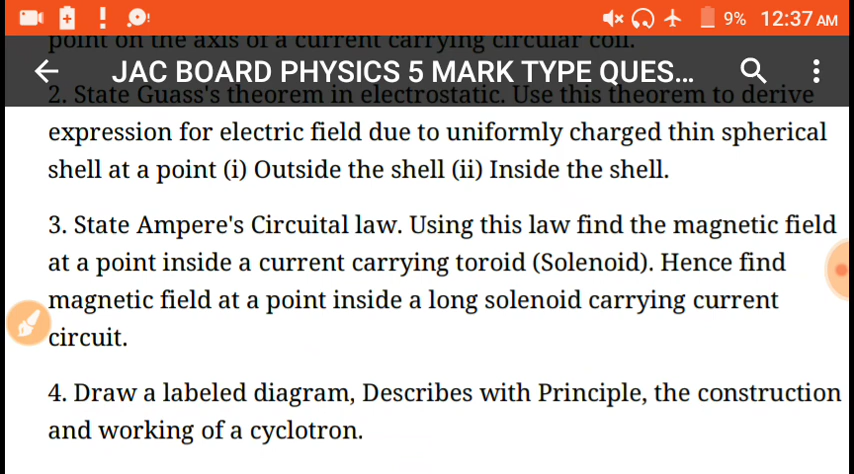 9% 12:37 AM
point on the axis of a current carrying circular coil.
JAC BOARD PHYSICS 5 MARK TYPE QUES...
2. State Guass's theorem in electrostatic. Use this theorem to derive
expression for electric field due to uniformly charged thin spherical
shell at a point (i) Outside the shell (ii) Inside the shell.
3. State Ampere's Circuital law. Using this law find the magnetic field
at a point inside a current carrying toroid (Solenoid). Hence find
magnetic field at a point inside a long solenoid carrying current
circuit.
4. Draw a labeled diagram, Describes with Principle, the construction
and working of a cyclotron.